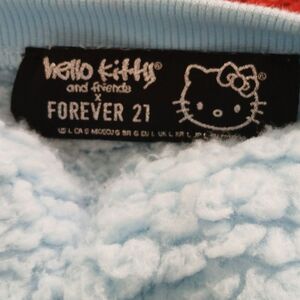 hello kitty
and friends
x
FOREVER 21